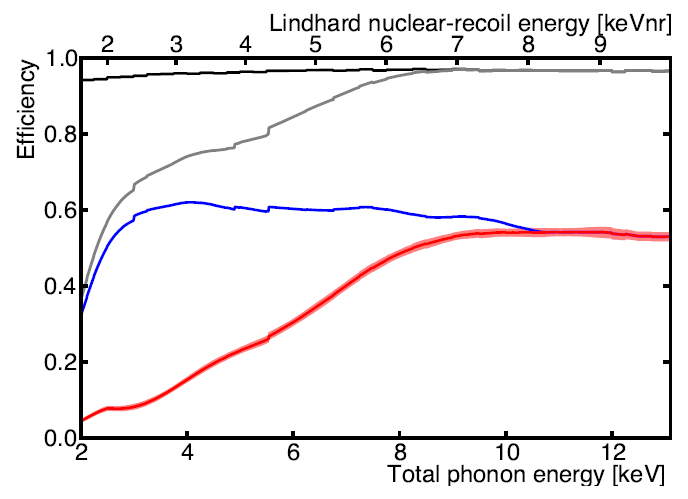 Lindhard nuclear-recoil energy [keVnr]
2 3 4 5 6 7 8 9
Efficiency
1.0
0.8
0.6
0.4
0.2
0.0
2 4 6 8 10 12
Total phonon energy [keV]